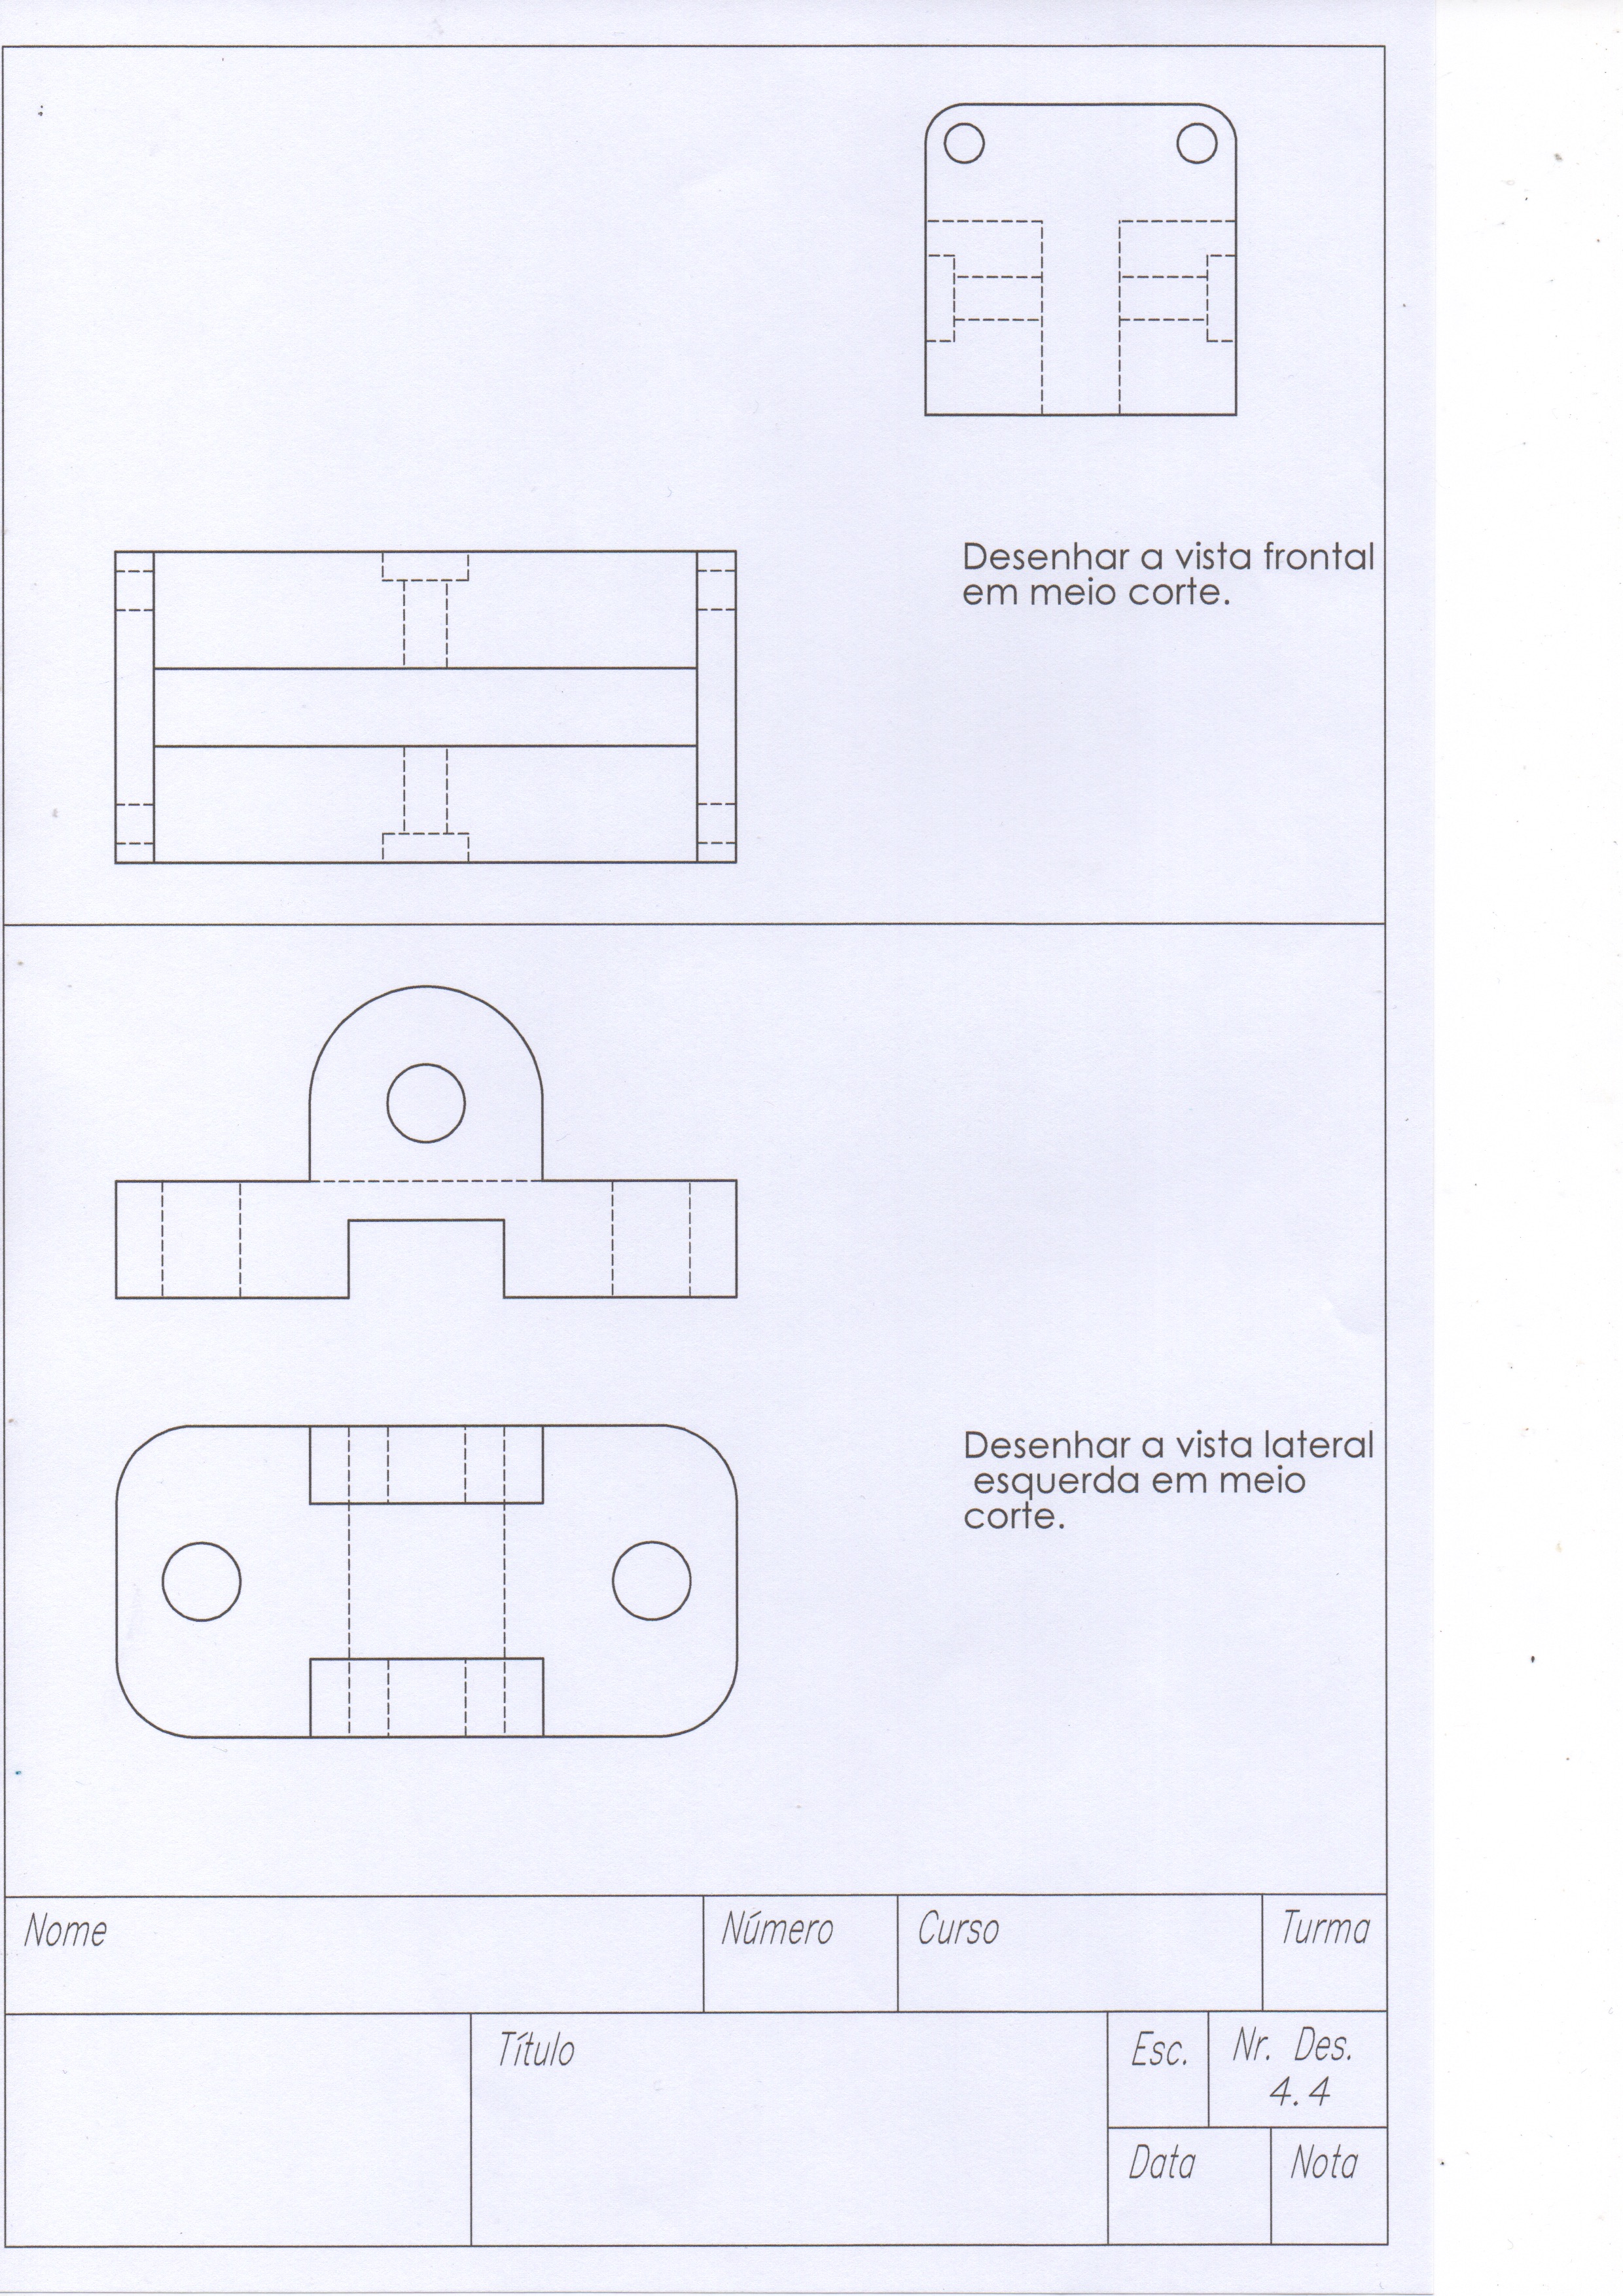 Desenhar a vista frontal
em meio corte.
Desenhar a vista lateral
esquerda em meio
corte.
Nome
Número
Curso
Turma
Título
Esc.
Nr. Des.
4.4
Data
Nota